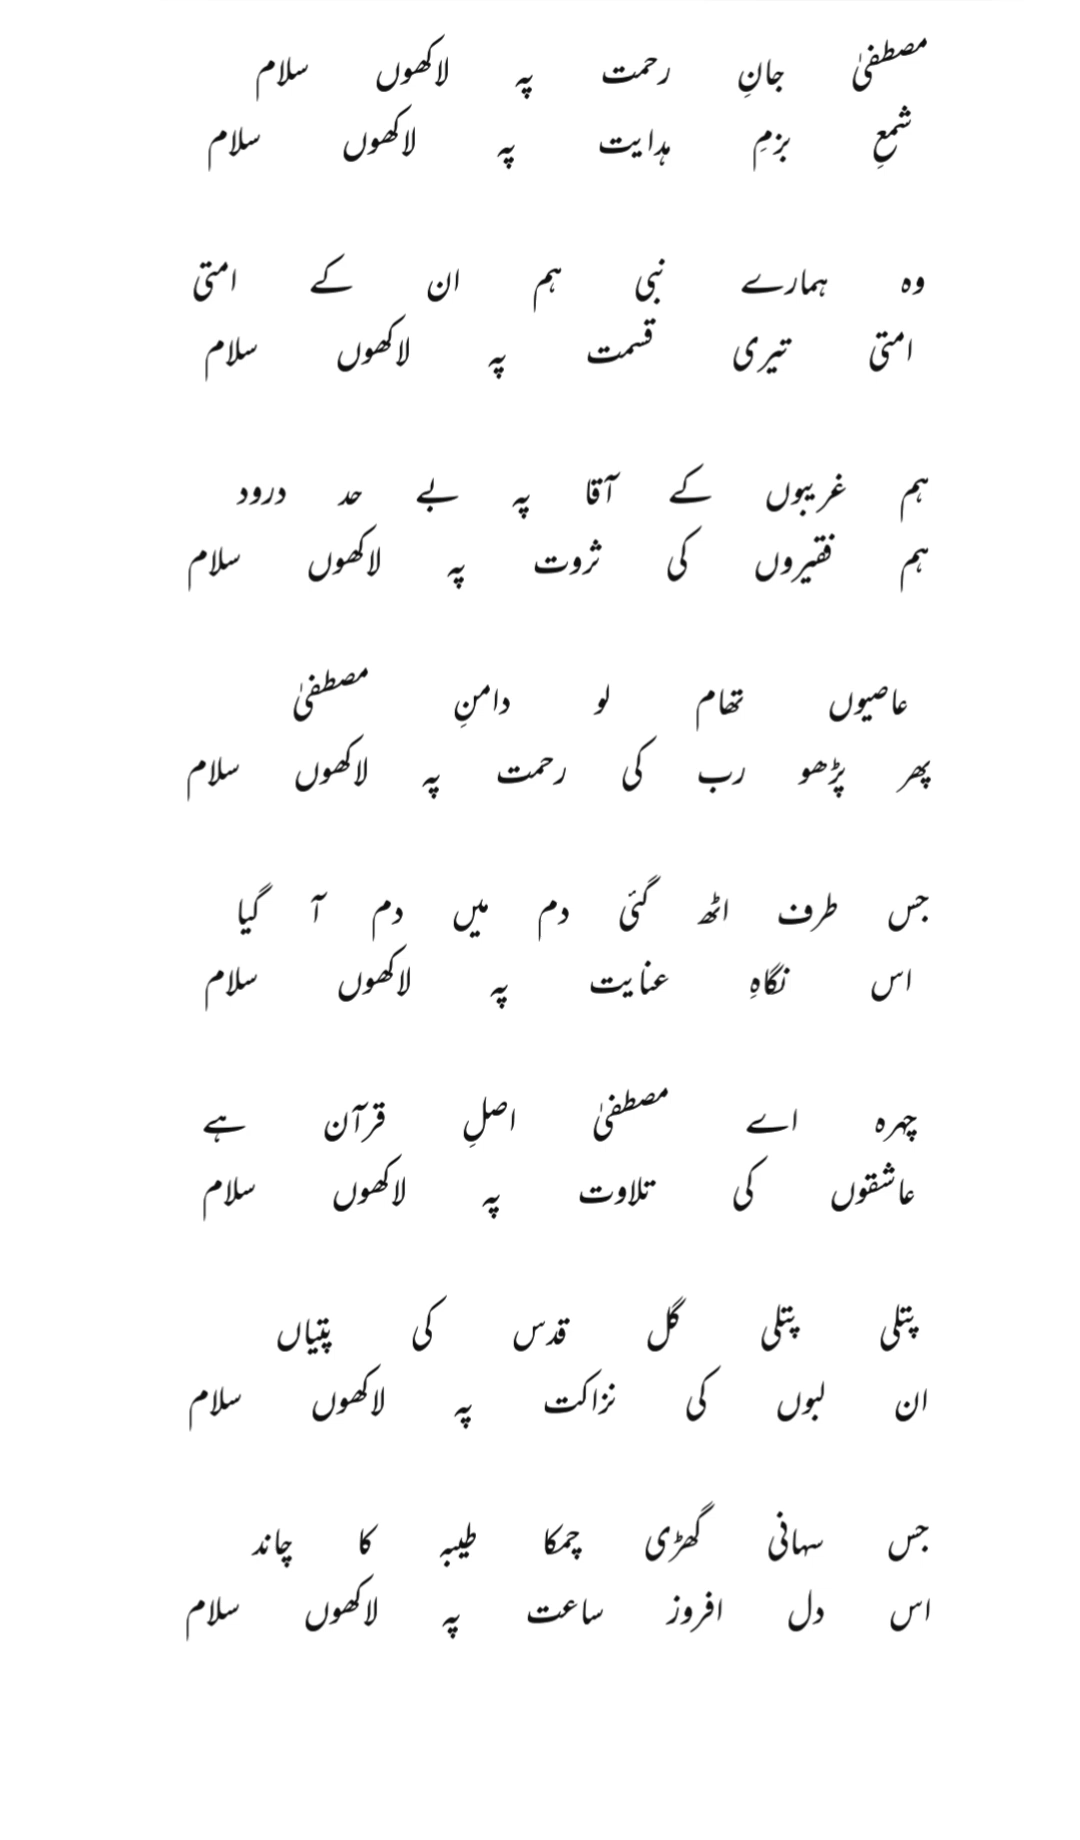 مصطفیٰ جانِ رحمت پہ لاکھوں سلام
شمعِ بزمِ ہدایت پہ لاکھوں سلام
وہ ہمارے نبی ہم ان کے امتی
امتی تیری قسمت پہ لاکھوں سلام
ہم غریبوں کے آقا پہ بے حد درود
ہم فقیروں کی ثروت پہ لاکھوں سلام
عاصیوں تھام لو دامنِ مصطفیٰ
پھر پڑھو رب کی رحمت پہ لاکھوں سلام
جس طرف اٹھ گئی دم میں دم آ گیا
اس نگاہِ عنایت پہ لاکھوں سلام
چہرہ اے مصطفیٰ اصلِ قرآن ہے
عاشقوں کی تلاوت پہ لاکھوں سلام
پتلی پتلی گل قدس کی پتیاں
ان لبوں کی نزاکت پہ لاکھوں سلام
جس سہانی گھڑی چمکا طیبہ کا چاند
اس دل افروز ساعت پہ لاکھوں سلام